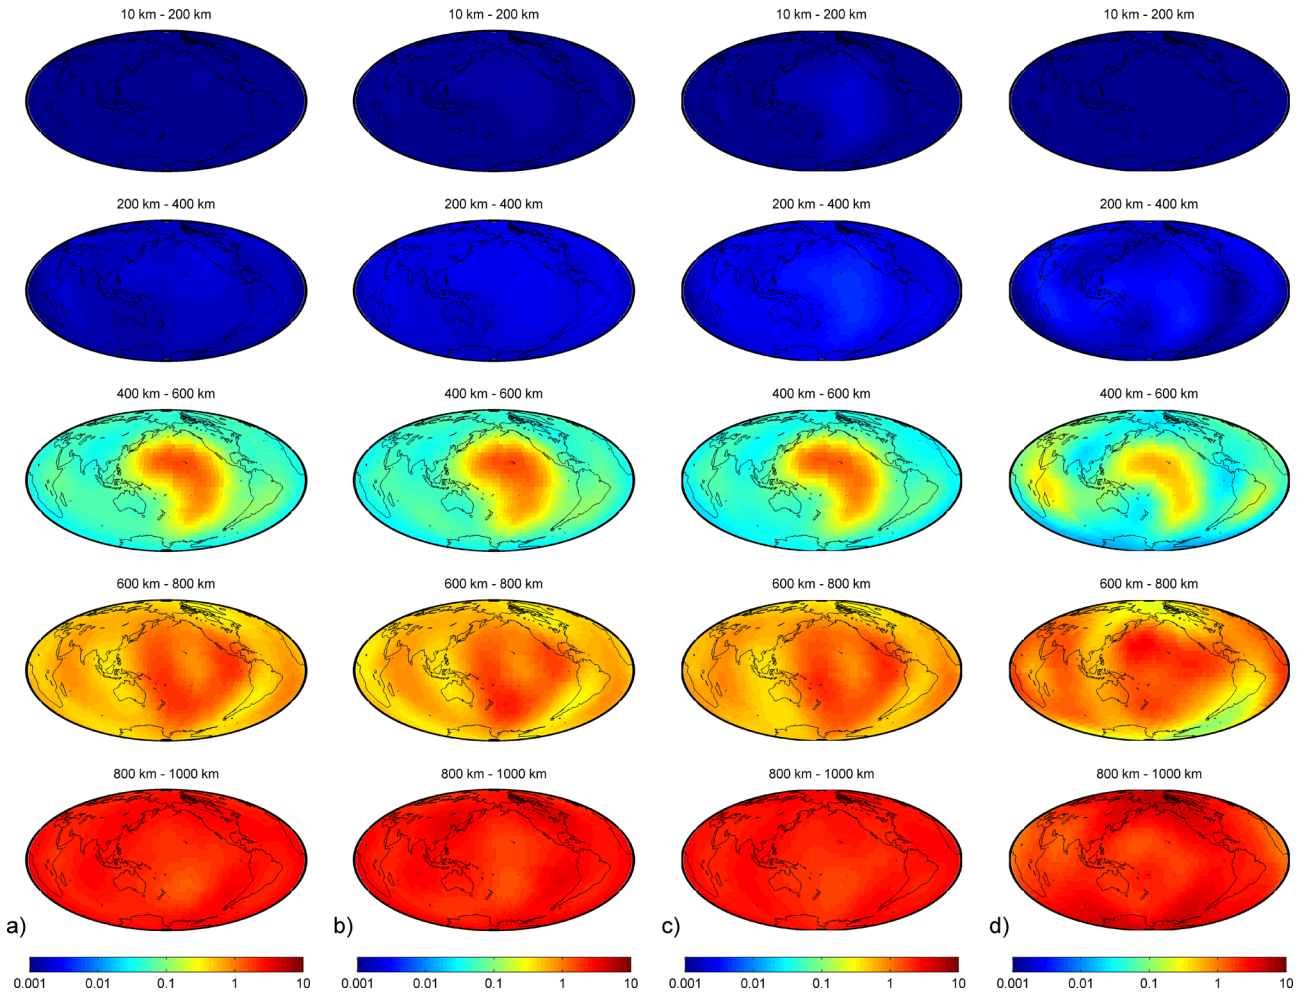 10 km - 200 km 10 km - 200 km 10 km - 200 km 10 km - 200 km
200 km - 400 km 200 km - 400 km 200 km - 400 km 200 km - 400 km
400 km - 600 km 400 km - 600 km 400 km - 600 km 400 km - 600 km
600 km - 800 km 600 km - 800 km 600 km - 800 km 600 km - 800 km
800 km - 1000 km 800 km - 1000 km 800 km - 1000 km 800 km - 1000 km
a) b) c) d)
0.001 0.01 0.1 1 10 0.001 0.01 0.1 1 10 0.001 0.01 0.1 1 10 0.001 0.01 0.1 1 10